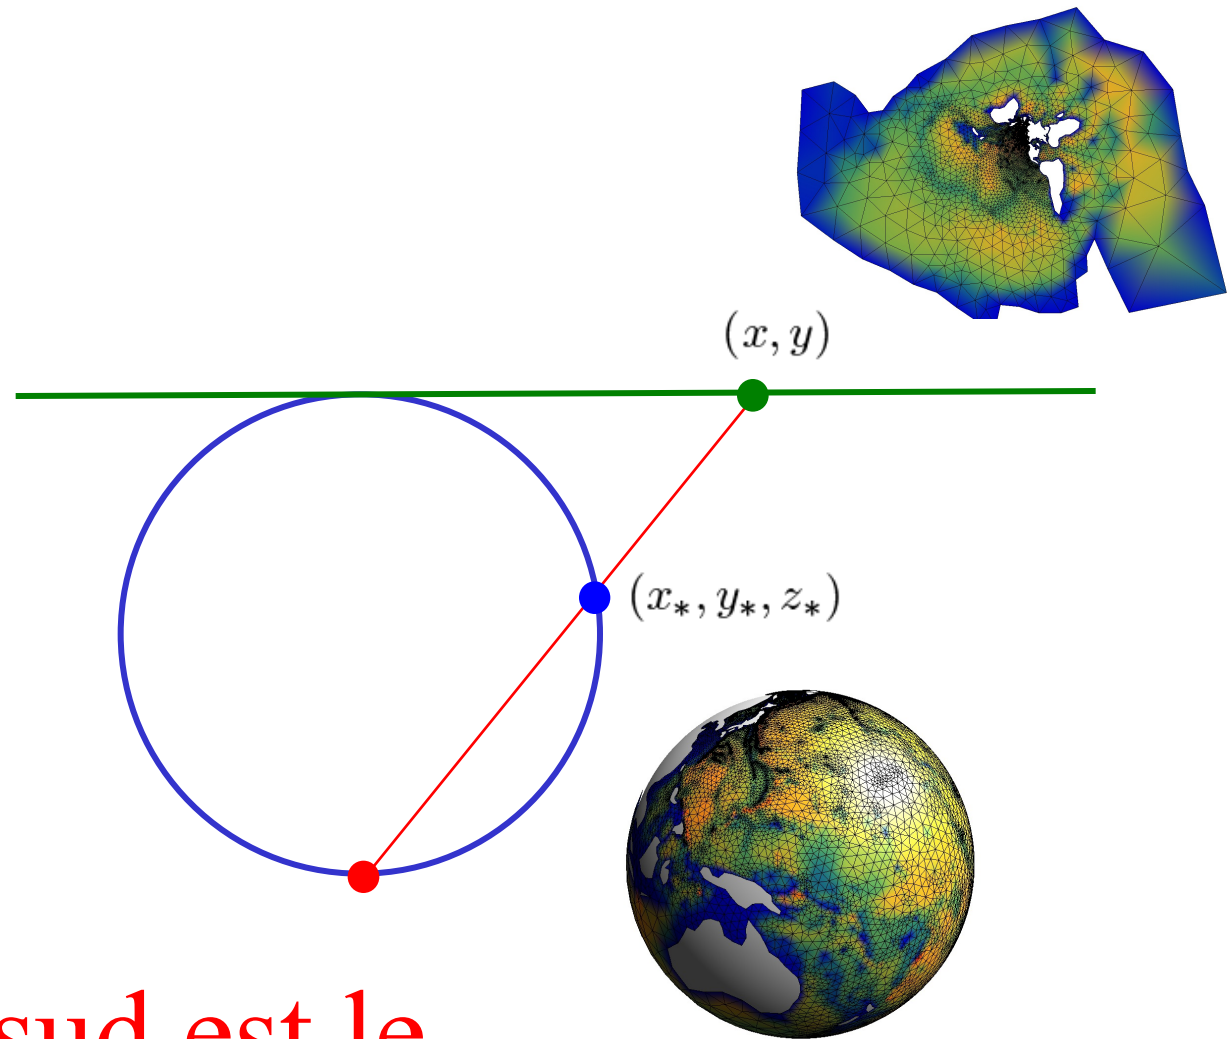 (x, y)
(x*, y*, z*)
sud est le